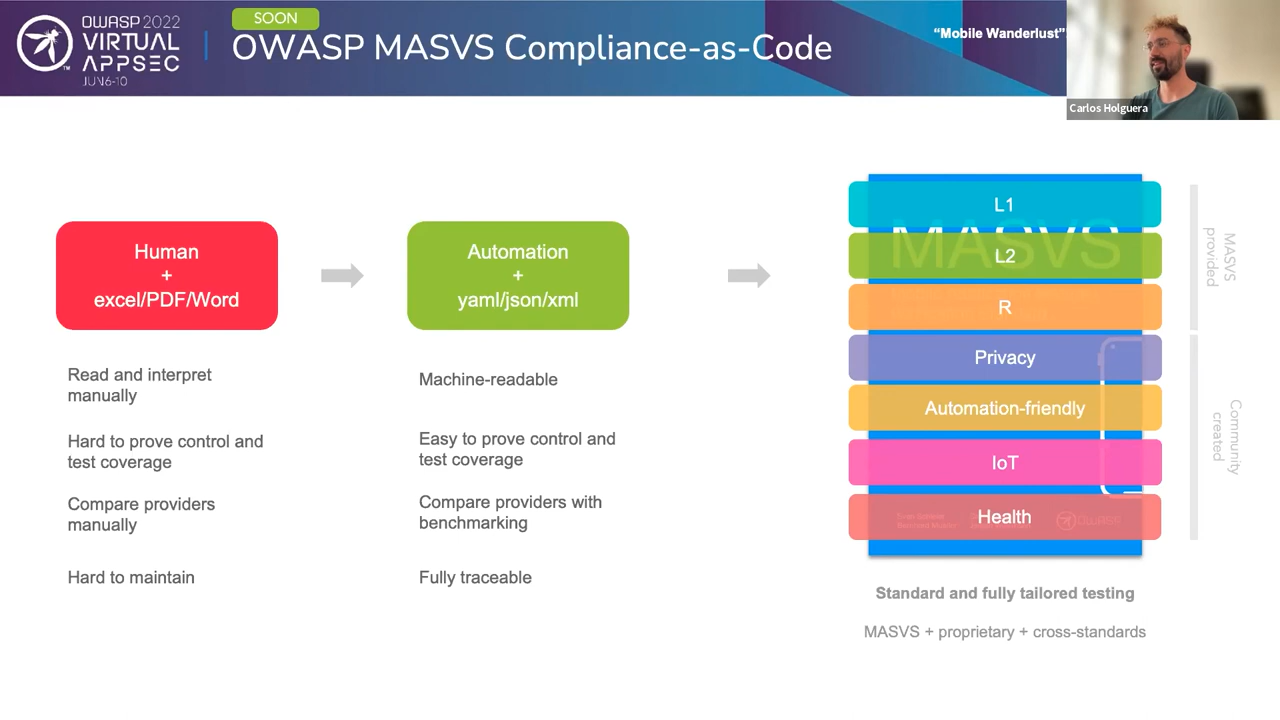 OWASP 2022
VIRTUAL
APPSEC
JUN 6-10
SOON
OWASP MASVS Compliance-as-Code
“Mobile Wanderlust”
Carlos Holguera
Human
+
excel/PDF/Word
Read and interpret
manually
Hard to prove control and
test coverage
Compare providers
manually
Hard to maintain
Automation
+
yaml/json/xml
Machine-readable
Easy to prove control and
test coverage
Compare providers with
benchmarking
Fully traceable
MASVS
L1
L2
R
Privacy
Automation-friendly
IoT
Health
OWASP
MASVS
provided
Community
created
Standard and fully tailored testing
MASVS + proprietary + cross-standards